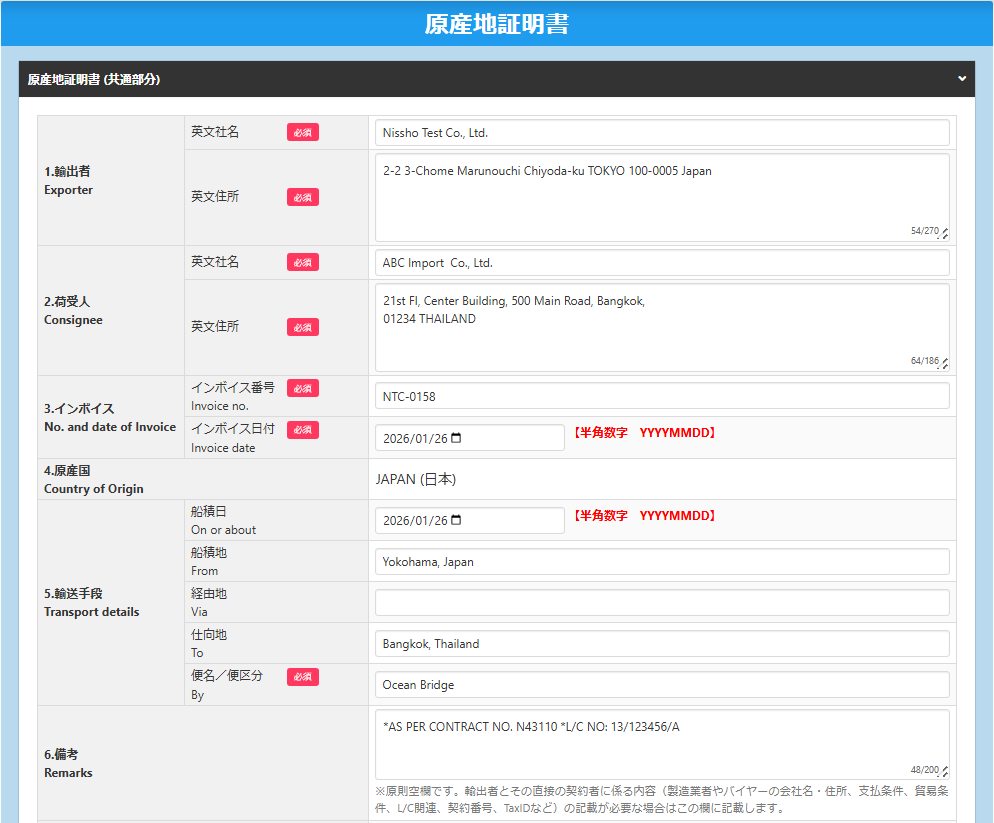 原産地証明書
原産地証明書 (共通部分)
1.輸出者
Exporter
英文社名 必須
Nissho Test Co., Ltd.
英文住所 必須
2-2 3-Chome Marunouchi Chiyoda-ku TOKYO 100-0005 Japan
54/270
2.荷受人
Consignee
英文社名 必須
ABC Import  Co., Ltd.
英文住所 必須
21st Fl, Center Building, 500 Main Road, Bangkok,
01234 THAILAND
64/186
3.インボイス
No. and date of Invoice
インボイス番号 必須
Invoice no.
NTC-0158
インボイス日付 必須
Invoice date
2026/01/26 【半角数字　YYYYMMDD】
4.原産国
Country of Origin
JAPAN (日本)
5.輸送手段
Transport details
船積日
On or about
2026/01/26 【半角数字　YYYYMMDD】
船積地
From
Yokohama, Japan
経由地
Via
仕向地
To
Bangkok, Thailand
便名／便区分 必須
By
Ocean Bridge
6.備考
Remarks
*AS PER CONTRACT NO. N43110 *L/C NO: 13/123456/A
48/200
※原則空欄です。輸出者とその直接の契約者に係る内容（製造業者やバイヤーの会社名・住所、支払条件、貿易条
件、L/C関連、契約番号、TaxIDなど）の記載が必要な場合はこの欄に記載します。